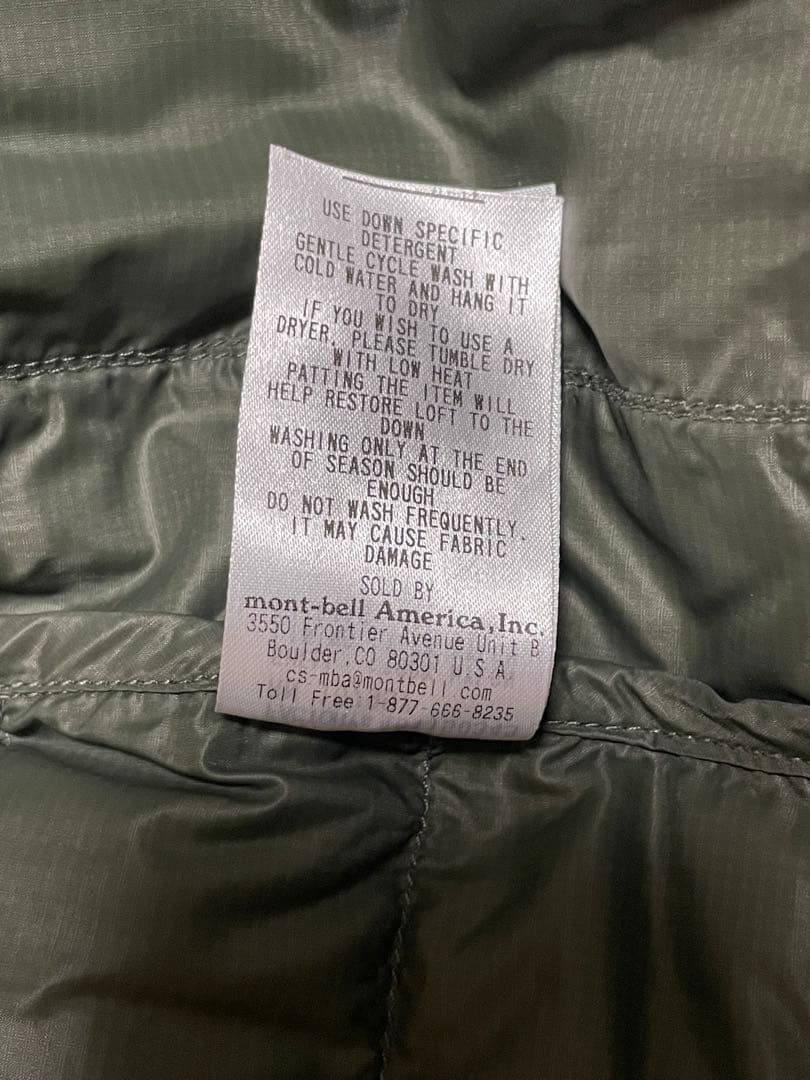 USE DOWN SPECIFIC
DETERGENT
GENTLE CYCLE WASH WITH
COLD WATER AND HANG IT
TO DRY
IF YOU WISH TO USE A
DRYER, PLEASE TUMBLE DRY
WITH LOW HEAT
PATTING THE ITEM WILL
HELP RESTORE LOFT TO THE
DOWN
WASHING ONLY AT THE END
OF SEASON SHOULD BE
ENOUGH
DO NOT WASH FREQUENTLY.
IT MAY CAUSE FABRIC
DAMAGE
SOLD BY
mont-bell America, Inc.
3550 Frontier Avenue Unit B
Boulder, CO 80301 U.S.A.
cs-mba@montbell.com
Toll Free 1-877-666-8235